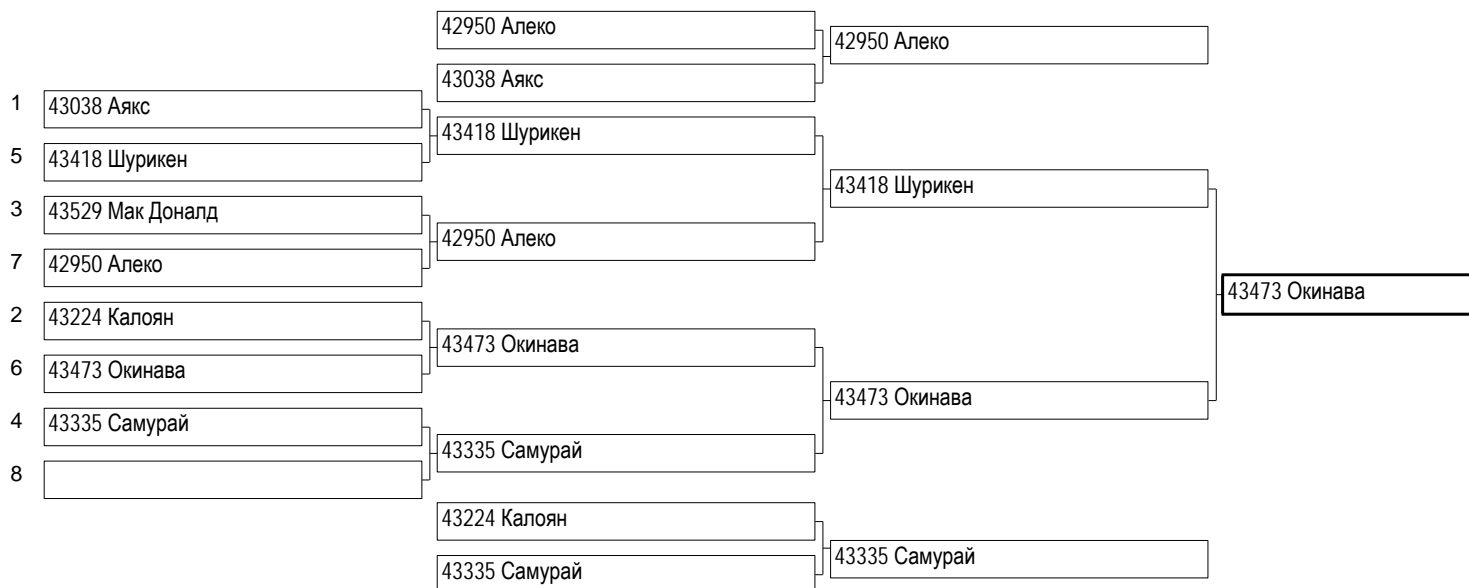 42950 Алеко
42950 Алеко
43038 Аякс
1 43038 Аякс
43418 Шурикен
5 43418 Шурикен
43418 Шурикен
3 43529 Мак Доналд
42950 Алеко
7 42950 Алеко
43473 Окинава
2 43224 Калоян
43473 Окинава
6 43473 Окинава
43473 Окинава
4 43335 Самурай
43335 Самурай
8
43224 Калоян
43335 Самурай
43335 Самурай